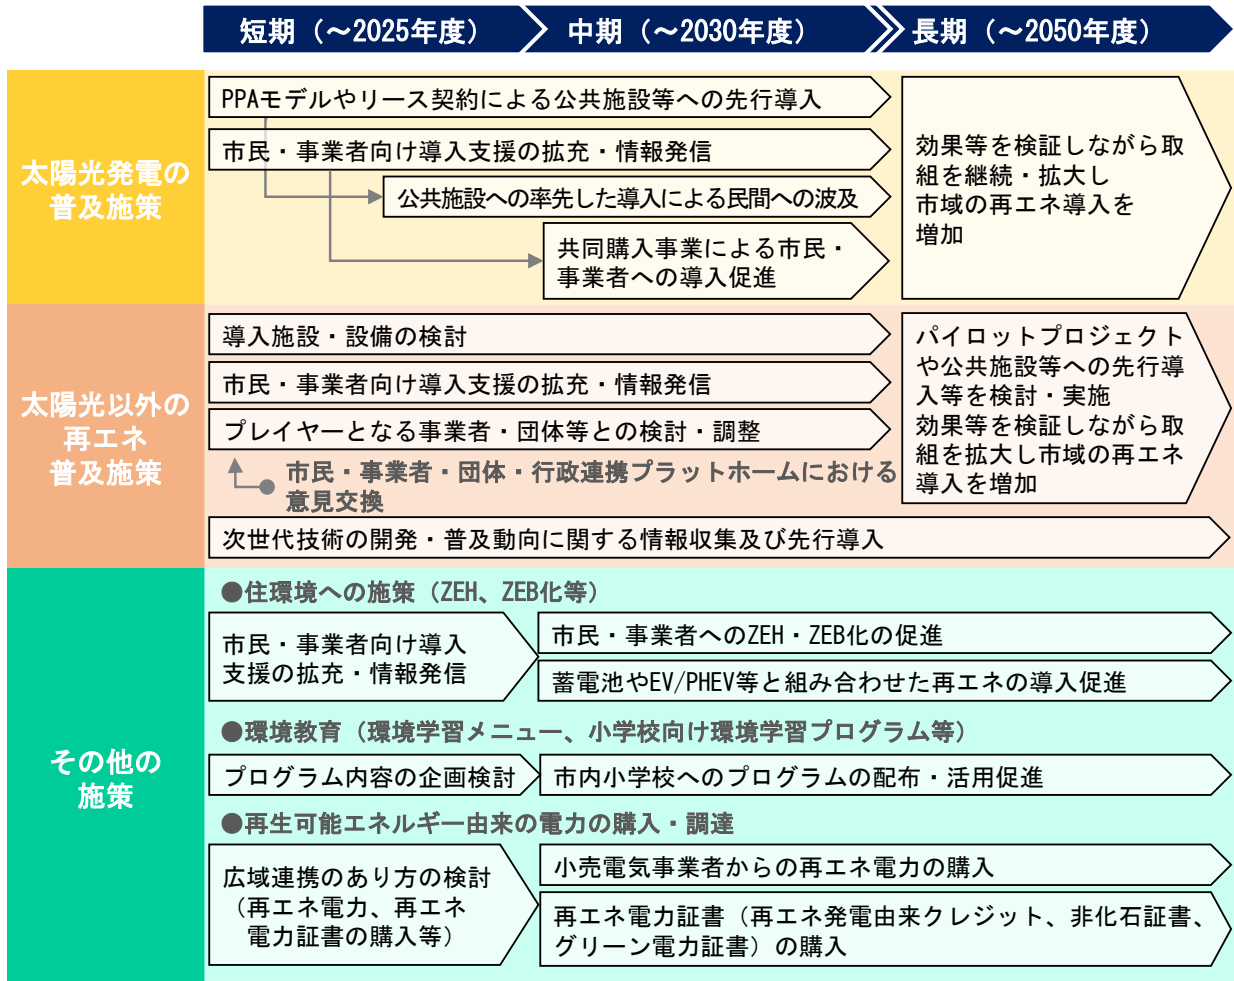 短期（～2025年度）
中期（～2030年度）
長期（～2050年度）
太陽光発電の
普及施策
PPAモデルやリース契約による公共施設等への先行導入
市民・事業者向け導入支援の拡充・情報発信
公共施設への率先した導入による民間への波及
共同購入事業による市民・
事業者への導入促進
効果等を検証しながら取
組を継続・拡大し
市域の再エネ導入を
増加
太陽光以外の
再エネ
普及施策
導入施設・設備の検討
市民・事業者向け導入支援の拡充・情報発信
プレイヤーとなる事業者・団体等との検討・調整
市民・事業者・団体・行政連携プラットホームにおける
意見交換
パイロットプロジェクト
や公共施設等への先行導
入等を検討・実施
効果等を検証しながら取
組を拡大し市域の再エネ
導入を増加
次世代技術の開発・普及動向に関する情報収集及び先行導入
その他の
施策
●住環境への施策（ZEH、ZEB化等）
市民・事業者向け導入
支援の拡充・情報発信
市民・事業者へのZEH・ZEB化の促進
蓄電池やEV/PHEV等と組み合わせた再エネの導入促進
●環境教育（環境学習メニュー、小学校向け環境学習プログラム等）
プログラム内容の企画検討
市内小学校へのプログラムの配布・活用促進
●再生可能エネルギー由来の電力の購入・調達
広域連携のあり方の検討
（再エネ電力、再エネ
電力証書の購入等）
小売電気事業者からの再エネ電力の購入
再エネ電力証書（再エネ発電由来クレジット、非化石証書、
グリーン電力証書）の購入